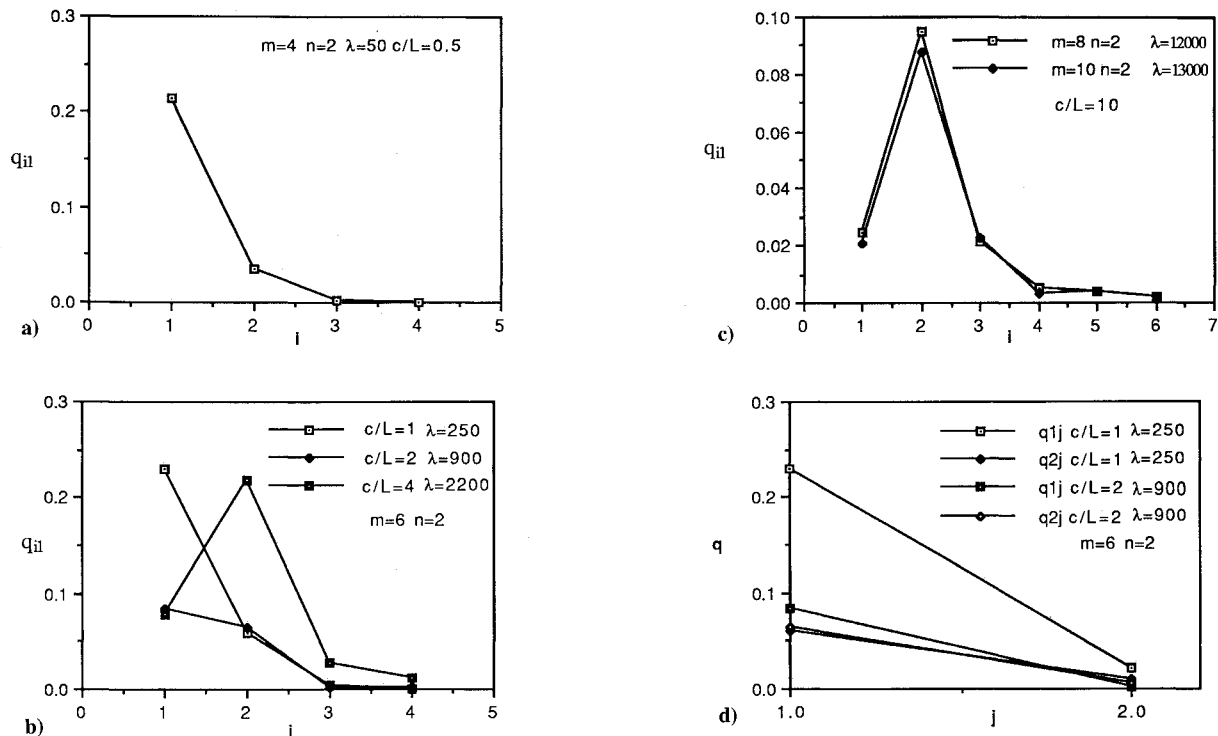 0.3
0.2
0.1
0.0
q_il
m=4 n=2 λ=50 c/L=0.5
0 1 2 3 4 5
i
a)
0.10
0.08
0.06
0.04
0.02
0.00
q_il
m=8 n=2 λ=12000
m=10 n=2 λ=13000
c/L=10
0 1 2 3 4 5 6 7
i
c)
0.3
0.2
0.1
0.0
q_il
c/L=1 λ=250
c/L=2 λ=900
c/L=4 λ=2200
m=6 n=2
0 1 2 3 4 5
i
b)
0.3
0.2
0.1
0.0
q
q1j c/L=1 λ=250
q2j c/L=1 λ=250
q1j c/L=2 λ=900
q2j c/L=2 λ=900
m=6 n=2
1.0 2.0
j
d)